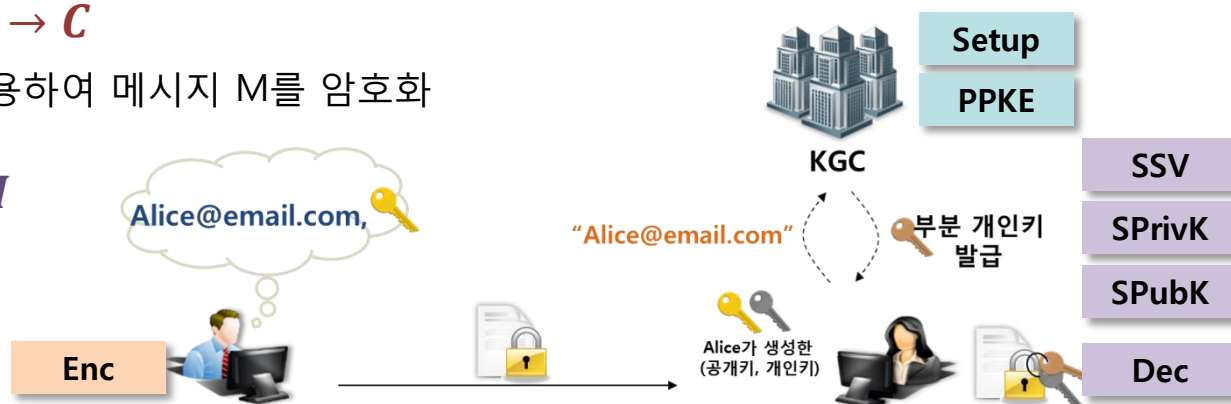 → C
용하여 메시지 M를 암호화
Alice@email.com,
Enc
Setup
PPKE
KGC
"Alice@email.com"
부분 개인키
발급
Alice가 생성한
(공개키, 개인키)
SSV
SPrivK
SPubK
Dec